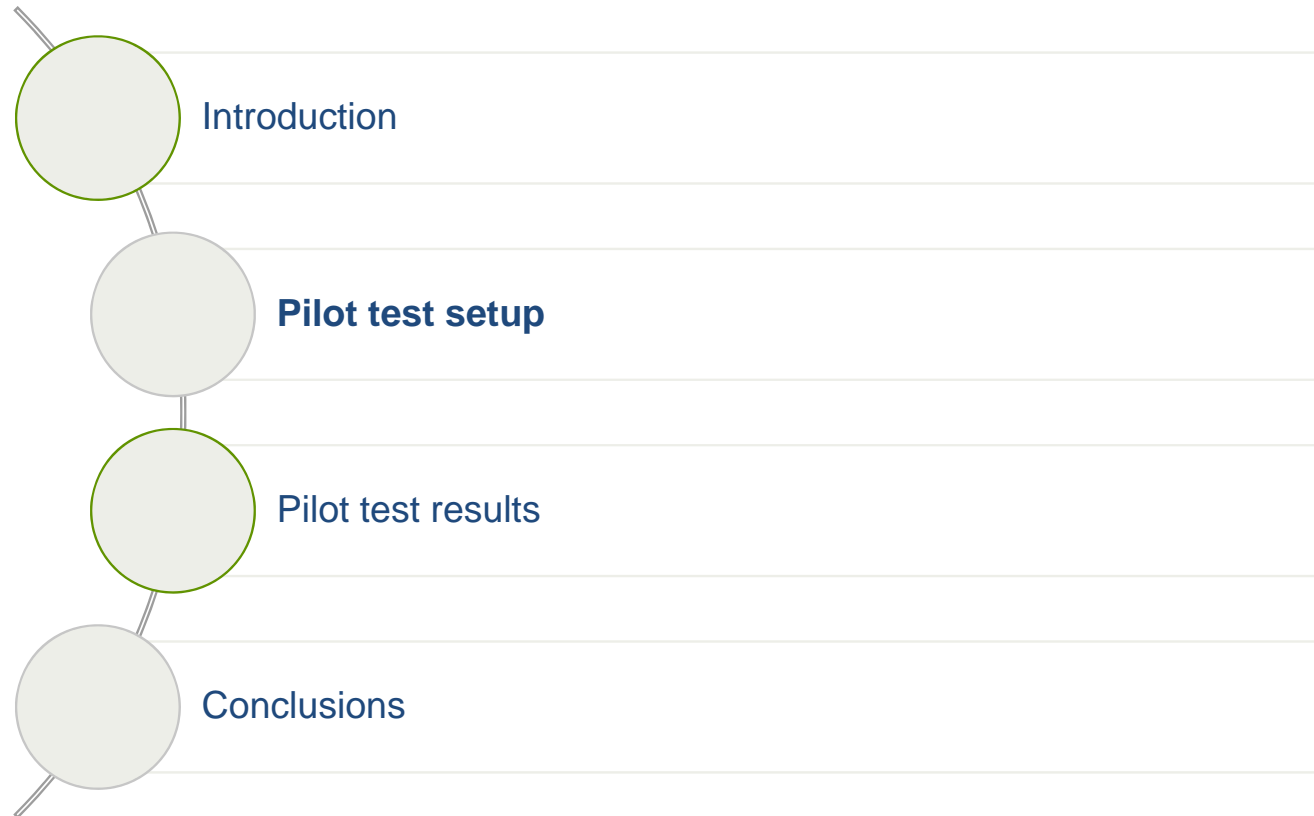 Introduction
Pilot test setup
Pilot test results
Conclusions